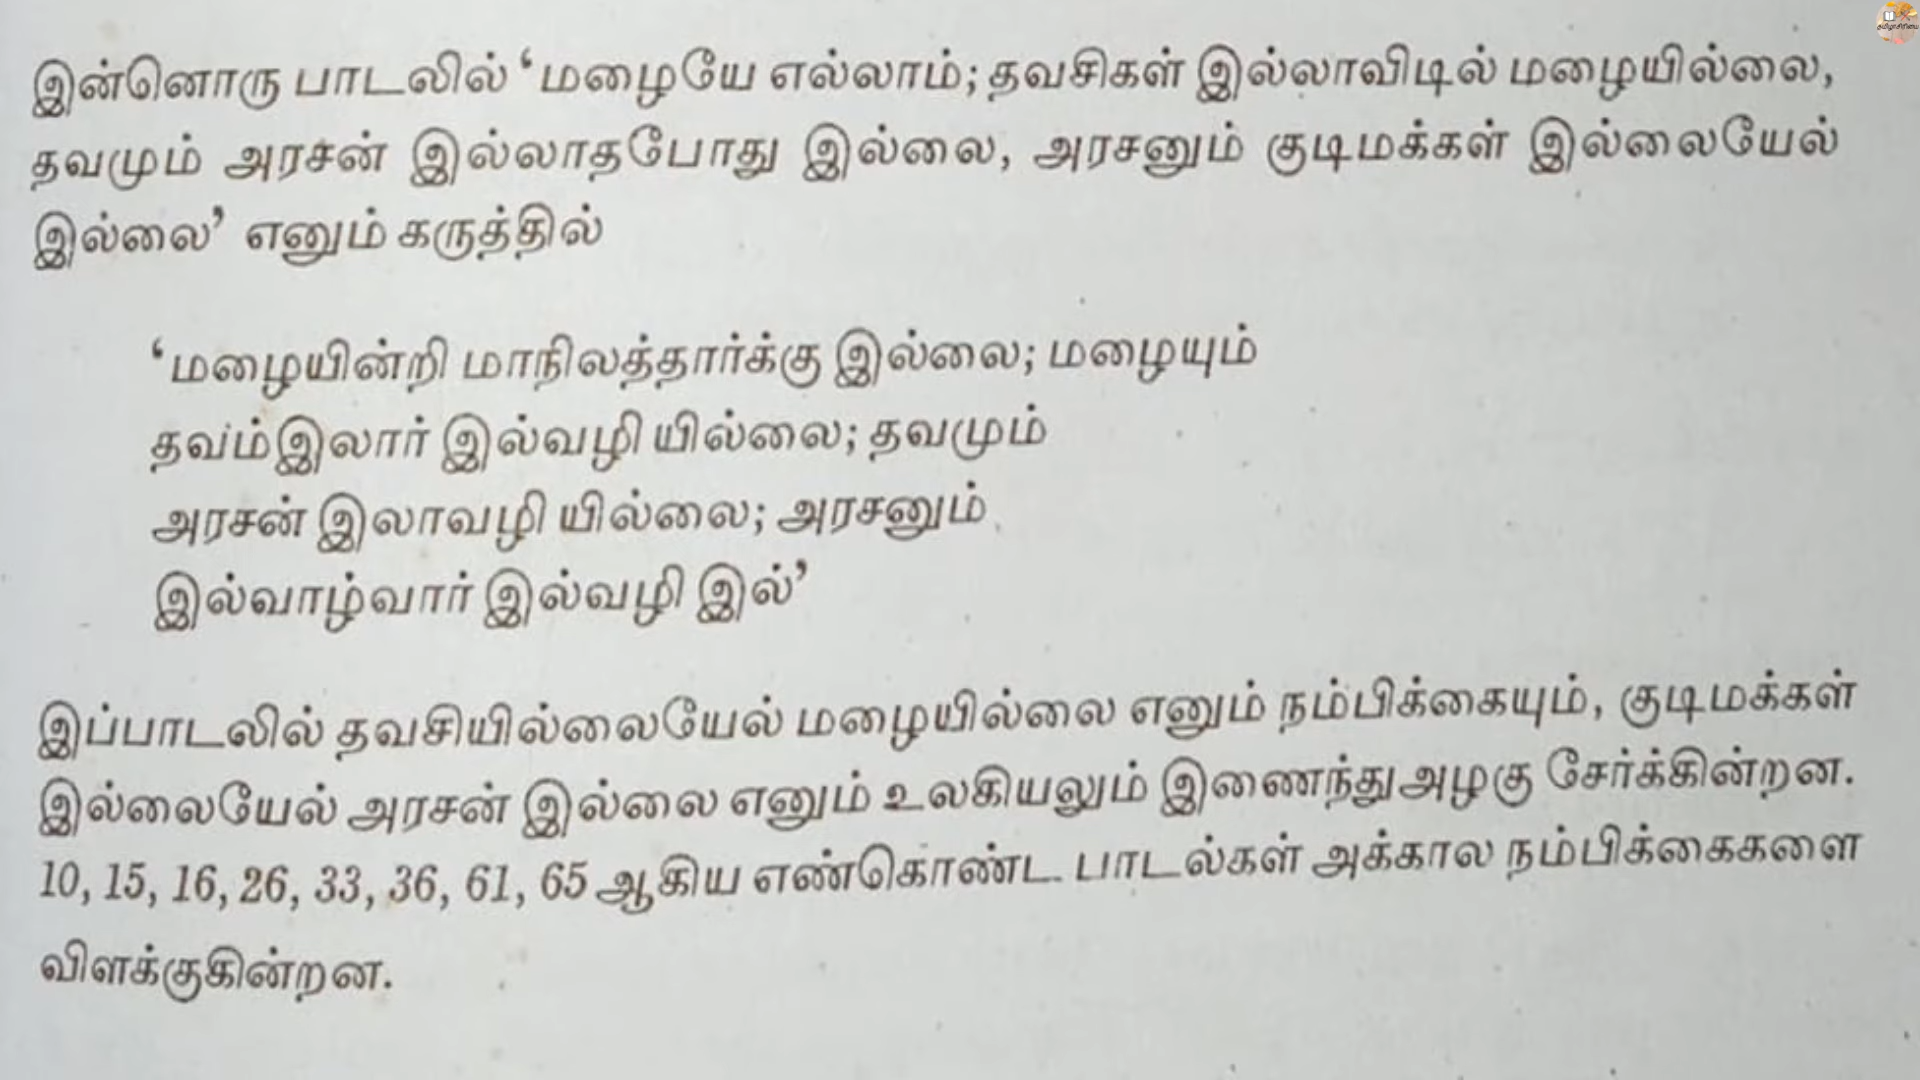 இன்னொரு பாடலில் ‘மழையே எல்லாம்; தவசிகள் இல்லாவிடில் மழையில்லை,
தவமும் அரசன் இல்லாதபோது இல்லை, அரசனும் குடிமக்கள் இல்லையேல்
இல்லை’ எனும் கருத்தில்
‘மழையின்றி மாநிலத்தார்க்கு இல்லை; மழையும்
தவம்இலார் இல்வழி யில்லை; தவமும்
அரசன் இலாவழி யில்லை; அரசனும்
இல்வாழ்வார் இல்வழி இல்’
இப்பாடலில் தவசியில்லையேல் மழையில்லை எனும் நம்பிக்கையும், குடிமக்கள்
இல்லையேல் அரசன் இல்லை எனும் உலகியலும் இணைந்துஅழகு சேர்க்கின்றன.
10, 15, 16, 26, 33, 36, 61, 65 ஆகிய எண்கொண்ட பாடல்கள் அக்கால நம்பிக்கைகளை
விளக்குகின்றன.